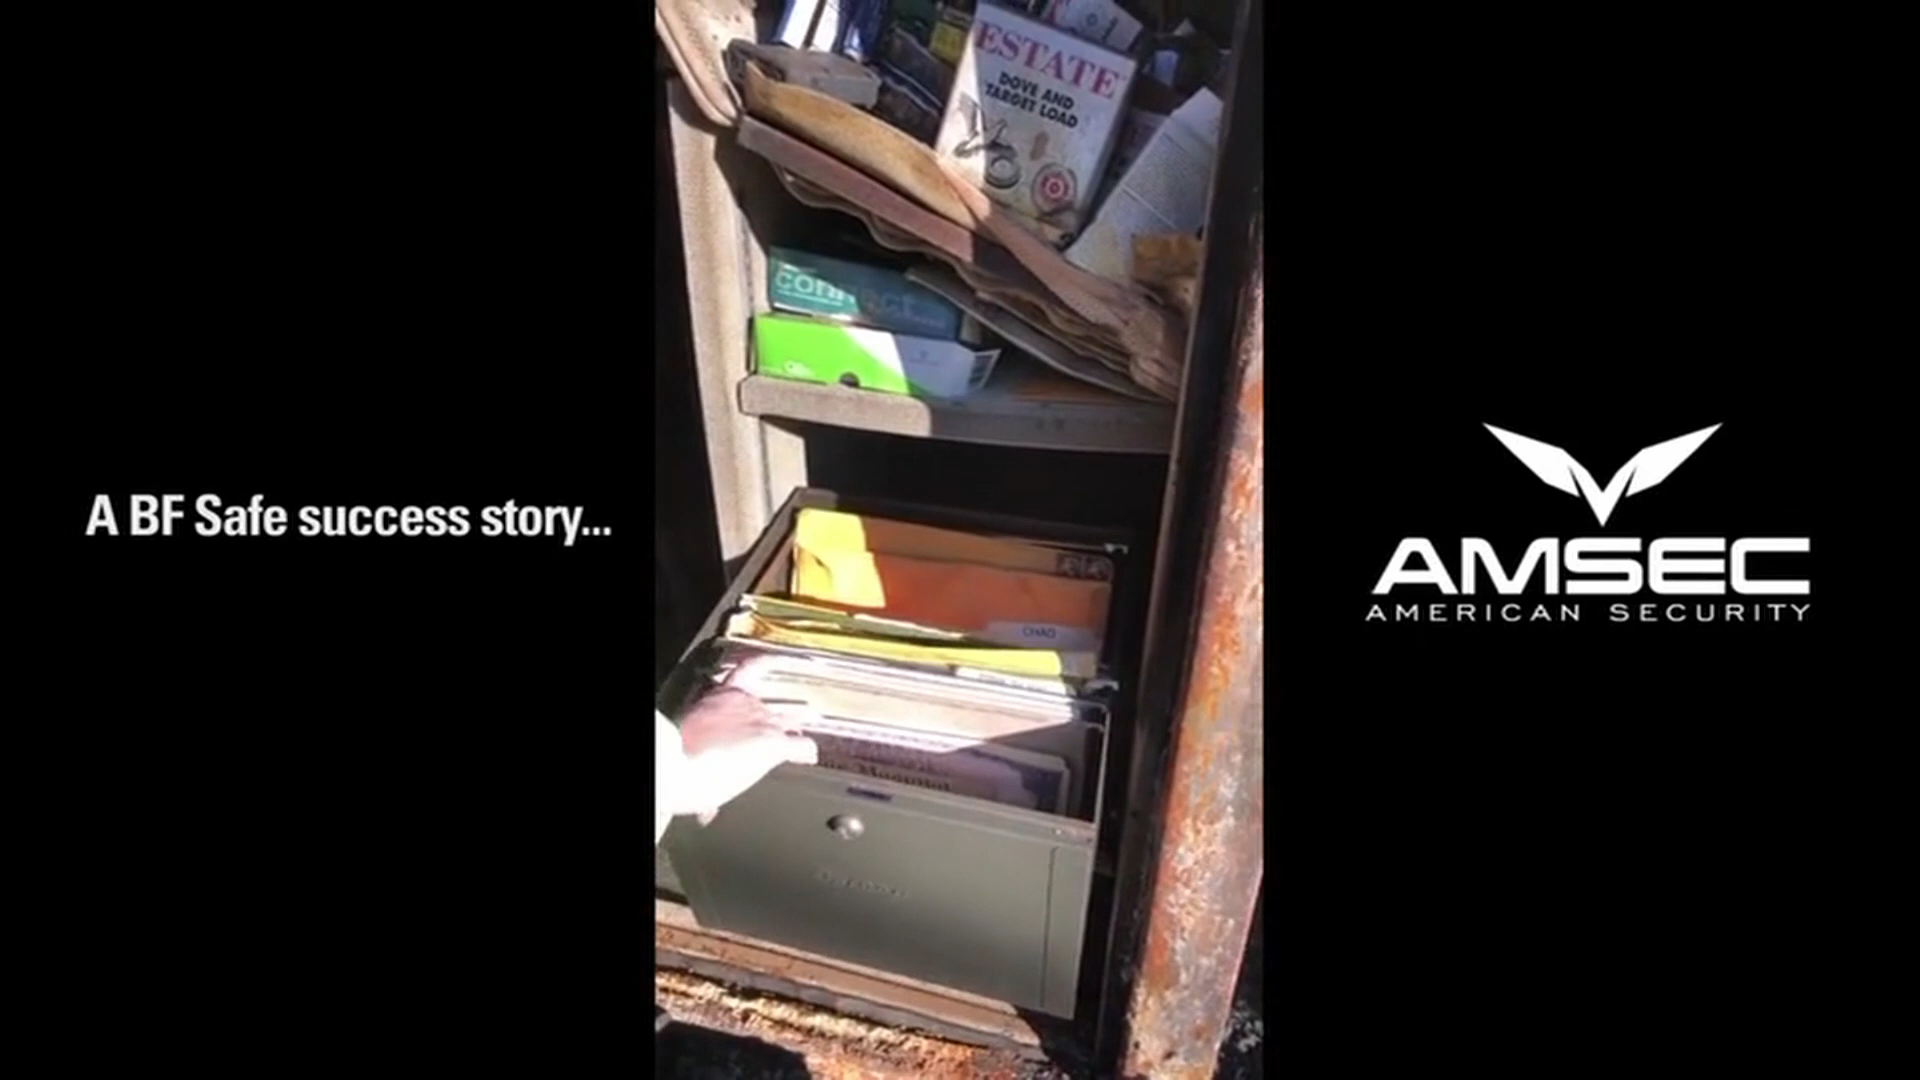 A BF Safe success story...
ESTATE
DOVE AND
TARGET LOAD
connect
CHAD
AMSEC
AMERICAN SECURITY